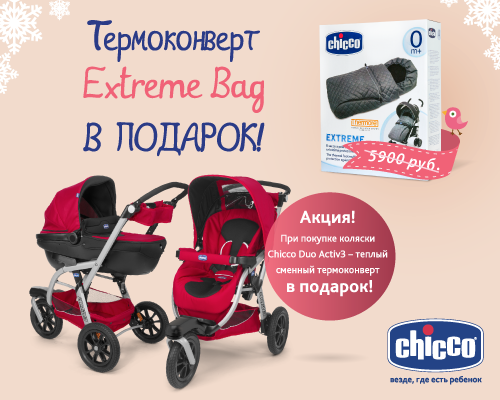 Термоконверт
Extreme Bag
В ПОДАРОК!
chicco
0
m+
EXTREME
5900 руб.
Акция!
При покупке коляски
Chicco Duo Activ3 – теплый
сменный термоконверт
в подарок!
chicco
везде, где есть ребенок